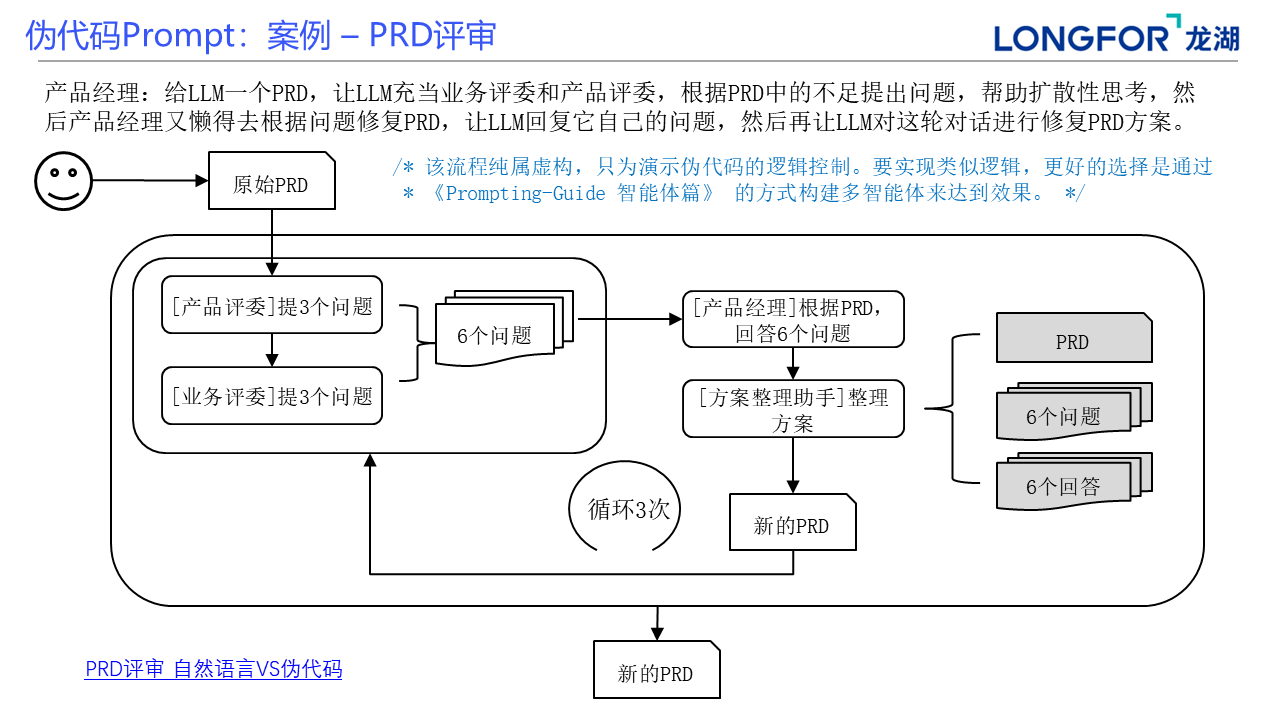 伪代码Prompt：案例 – PRD评审
LONGFOR 龙湖
产品经理：给LLM一个PRD，让LLM充当业务评委和产品评委，根据PRD中的不足提出问题，帮助扩散性思考，然
后产品经理又懒得去根据问题修复PRD，让LLM回复它自己的问题，然后再让LLM对这轮对话进行修复PRD方案。
/* 该流程纯属虚构，只为演示伪代码的逻辑控制。要实现类似逻辑，更好的选择是通过
* 《Prompting-Guide 智能体篇》 的方式构建多智能体来达到效果。 */
原始PRD
[产品评委]提3个问题
[业务评委]提3个问题
6个问题
[产品经理]根据PRD，
回答6个问题
[方案整理助手]整理
方案
PRD
6个问题
6个回答
循环3次
新的PRD
PRD评审 自然语言VS伪代码
新的PRD